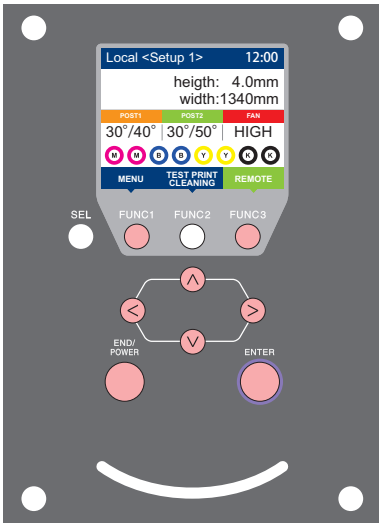 Local <Setup 1> 12:00
heigth: 4.0mm
width:1340mm
POST1 POST2 FAN
30°/40° 30°/50° HIGH
M M B B Y Y K K
MENU TEST PRINT CLEANING REMOTE
SEL FUNC1 FUNC2 FUNC3
END/
POWER
ENTER